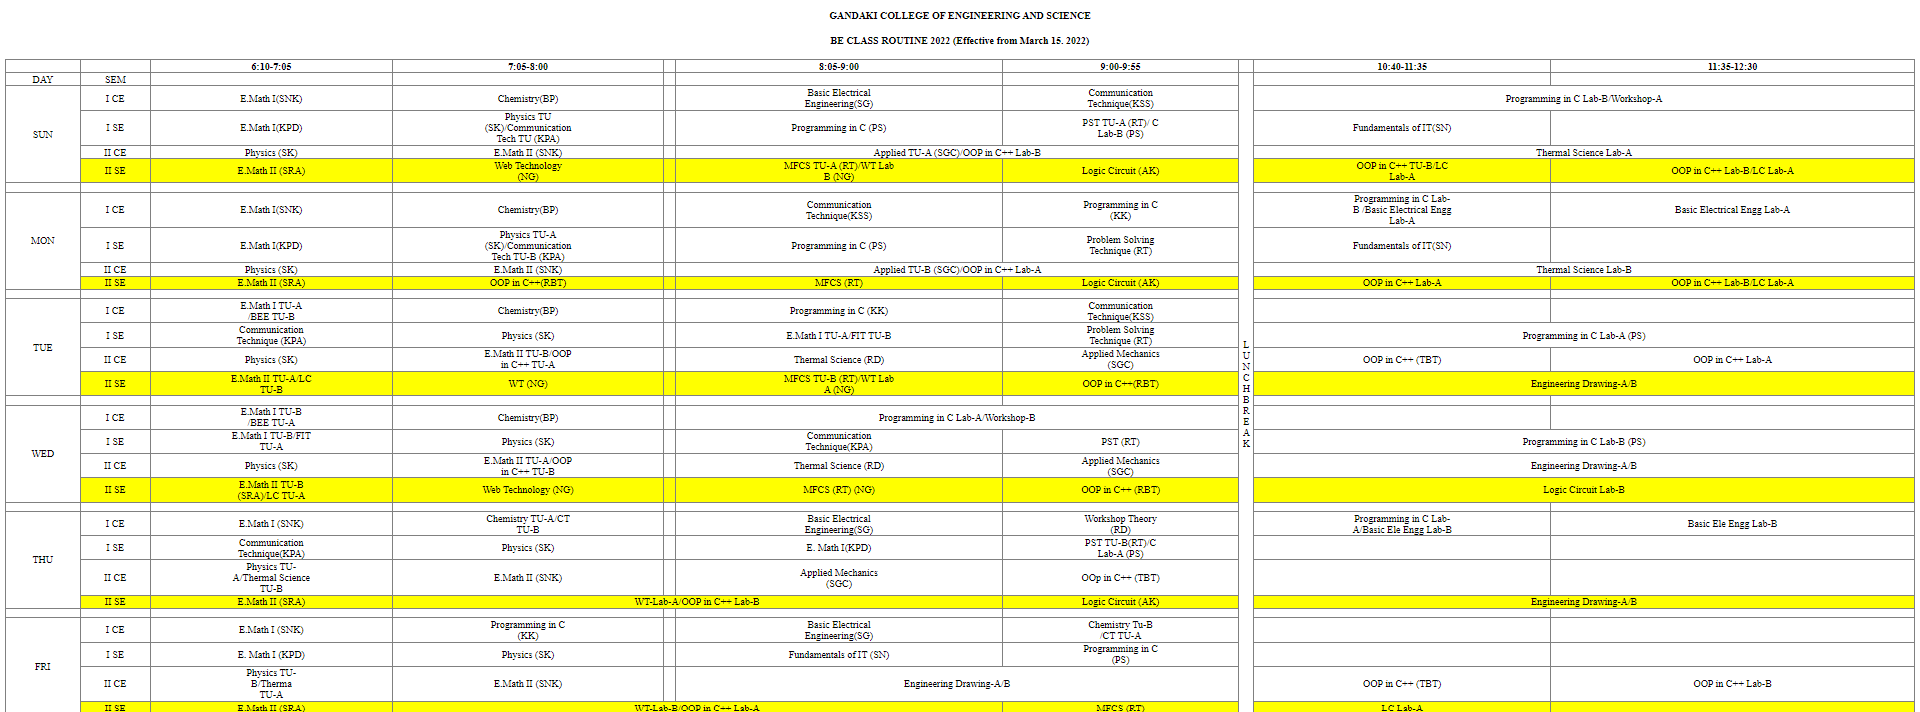 GANDAKI COLLEGE OF ENGINEERING AND SCIENCE
BE CLASS ROUTINE 2022 (Effective from March 15. 2022)
6:10-7:05 7:05-8:00 8:05-9:00 9:00-9:55 10:40-11:35 11:35-12:30
DAY SEM
SUN
I CE
E.Math I(SNK)
Chemistry(BP)
Basic Electrical
Engineering(SG)
Communication
Technique(KSS)
Programming in C Lab-B/Workshop-A
I SE
E.Math I(KPD)
Physics TU
(SK)/Communication
Tech TU (KPA)
Programming in C (PS)
PST TU-A (RT)/ C
Lab-B (PS)
Fundamentals of IT(SN)
II CE
Physics (SK)
E.Math II (SNK)
Applied TU-A (SGC)/OOP in C++ Lab-B
Thermal Science Lab-A
II SE
E.Math II (SRA)
Web Technology
(NG)
MFCS TU-A (RT)/WT Lab
B (NG)
Logic Circuit (AK)
OOP in C++ TU-B/LC
Lab-A
OOP in C++ Lab-B/LC Lab-A
MON
I CE
E.Math I(SNK)
Chemistry(BP)
Communication
Technique(KSS)
Programming in C
(KK)
Programming in C Lab-
B /Basic Electrical Engg
Lab-A
Basic Electrical Engg Lab-A
I SE
E.Math I(KPD)
Physics TU-A
(SK)/Communication
Tech TU-B (KPA)
Programming in C (PS)
Problem Solving
Technique (RT)
Fundamentals of IT(SN)
II CE
Physics (SK)
E.Math II (SNK)
Applied TU-B (SGC)/OOP in C++ Lab-A
Thermal Science Lab-B
II SE
E.Math II (SRA)
OOP in C++(RBT)
MFCS (RT)
Logic Circuit (AK)
OOP in C++ Lab-A
OOP in C++ Lab-B/LC Lab-A
TUE
I CE
E.Math I TU-A
/BEE TU-B
Chemistry(BP)
Programming in C (KK)
Communication
Technique(KSS)
I SE
Communication
Technique (KPA)
Physics (SK)
E.Math I TU-A/FIT TU-B
Problem Solving
Technique (RT)
Programming in C Lab-A (PS)
II CE
Physics (SK)
E.Math II TU-B/OOP
in C++ TU-A
Thermal Science (RD)
Applied Mechanics
(SGC)
OOP in C++ (TBT)
OOP in C++ Lab-A
II SE
E.Math II TU-A/LC
TU-B
WT (NG)
MFCS TU-B (RT)/WT Lab
A (NG)
OOP in C++(RBT)
Engineering Drawing-A/B
L
U
N
C
H
B
R
E
A
K
WED
I CE
E.Math I TU-B
/BEE TU-A
Chemistry(BP)
Programming in C Lab-A/Workshop-B
I SE
E.Math I TU-B/FIT
TU-A
Physics (SK)
Communication
Technique(KPA)
PST (RT)
Programming in C Lab-B (PS)
II CE
Physics (SK)
E.Math II TU-A/OOP
in C++ TU-B
Thermal Science (RD)
Applied Mechanics
(SGC)
Engineering Drawing-A/B
II SE
E.Math II TU-B
(SRA)/LC TU-A
Web Technology (NG)
MFCS (RT) (NG)
OOP in C++ (RBT)
Logic Circuit Lab-B
THU
I CE
E.Math I (SNK)
Chemistry TU-A/CT
TU-B
Basic Electrical
Engineering(SG)
Workshop Theory
(RD)
Programming in C Lab-
A/Basic Ele Engg Lab-B
Basic Ele Engg Lab-B
I SE
Communication
Technique(KPA)
Physics (SK)
E. Math I(KPD)
PST TU-B(RT)/C
Lab-A (PS)
II CE
Physics TU-
A/Thermal Science
TU-B
E.Math II (SNK)
Applied Mechanics
(SGC)
OOp in C++ (TBT)
II SE
E.Math II (SRA)
WT-Lab-A/OOP in C++ Lab-B
Logic Circuit (AK)
Engineering Drawing-A/B
FRI
I CE
E.Math I (SNK)
Programming in C
(KK)
Basic Electrical
Engineering(SG)
Chemistry Tu-B
/CT TU-A
I SE
E. Math I (KPD)
Physics (SK)
Fundamentals of IT (SN)
Programming in C
(PS)
II CE
Physics TU-
B/Therma
TU-A
E.Math II (SNK)
Engineering Drawing-A/B
OOP in C++ (TBT)
OOP in C++ Lab-B
II SE
E.Math II (SRA)
WT-Lab-B/OOP in C++ Lab-A
MFCS (RT)
LC Lab-A